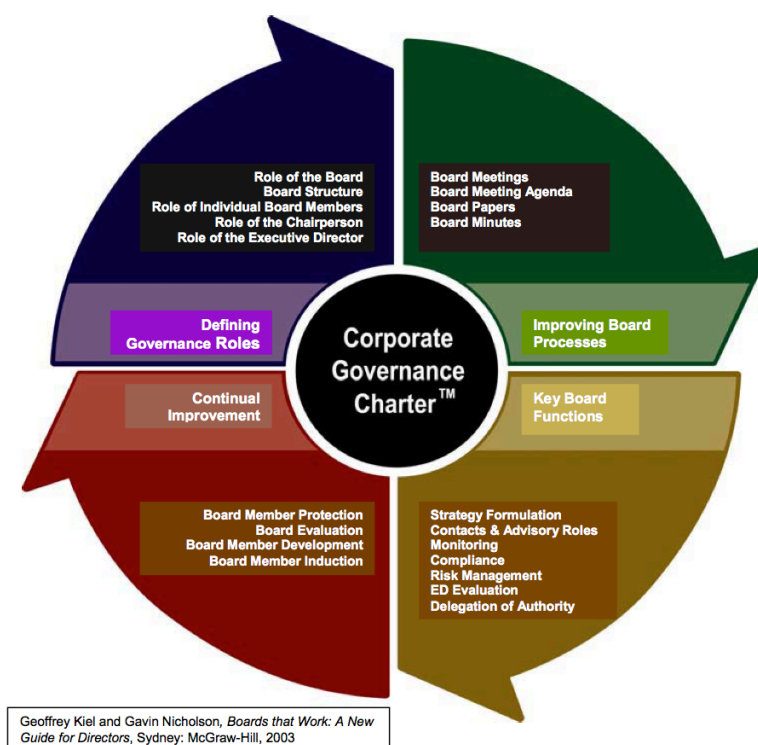 Role of the Board
Board Structure
Role of Individual Board Members
Role of the Chairperson
Role of the Executive Director
Board Meetings
Board Meeting Agenda
Board Papers
Board Minutes
Defining
Governance Roles
Improving Board
Processes
Corporate
Governance
Charter™
Continual
Improvement
Key Board
Functions
Board Member Protection
Board Evaluation
Board Member Development
Board Member Induction
Strategy Formulation
Contacts & Advisory Roles
Monitoring
Compliance
Risk Management
ED Evaluation
Delegation of Authority
Geoffrey Kiel and Gavin Nicholson, Boards that Work: A New
Guide for Directors, Sydney: McGraw-Hill, 2003